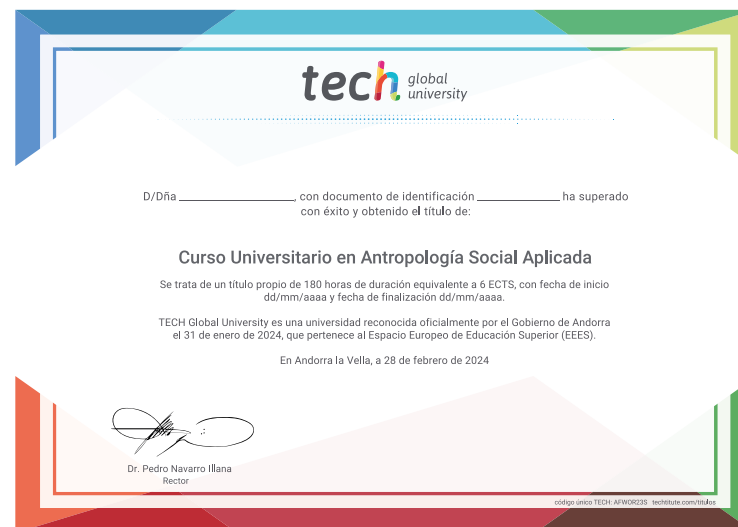 tech global university
D/Dña ____________, con documento de identificación ____________ ha superado
con éxito y obtenido el título de:
Curso Universitario en Antropología Social Aplicada
Se trata de un título propio de 180 horas de duración equivalente a 6 ECTS, con fecha de inicio
dd/mm/aaaa y fecha de finalización dd/mm/aaaa.
TECH Global University es una universidad reconocida oficialmente por el Gobierno de Andorra
el 31 de enero de 2024, que pertenece al Espacio Europeo de Educación Superior (EEES).
En Andorra la Vella, a 28 de febrero de 2024
Dr. Pedro Navarro Illana
Rector
código único TECH: AFWOR23S techtitute.com/titulos